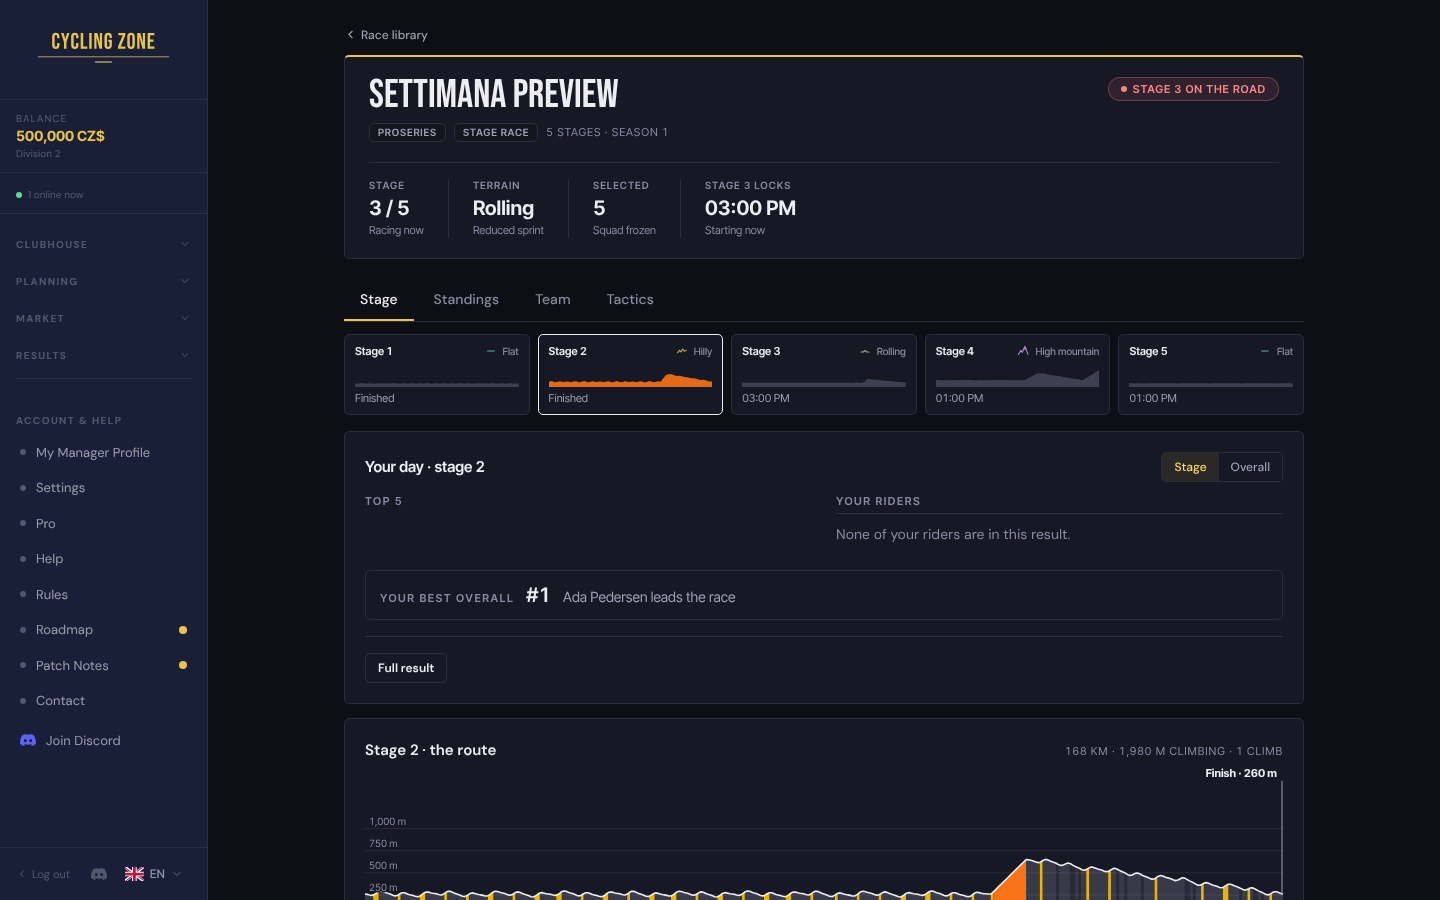 CYCLING ZONE
BALANCE
500,000 CZ$
Division 2
1 online now
CLUBHOUSE
PLANNING
MARKET
RESULTS
ACCOUNT & HELP
My Manager Profile
Settings
Pro
Help
Rules
Roadmap
Patch Notes
Contact
Join Discord
Log out
EN
Race library
SETTIMANA PREVIEW
STAGE 3 ON THE ROAD
PROSERIES STAGE RACE 5 STAGES · SEASON 1
STAGE
3 / 5
Racing now
TERRAIN
Rolling
Reduced sprint
SELECTED
5
Squad frozen
STAGE 3 LOCKS
03:00 PM
Starting now
Stage Standings Team Tactics
Stage 1 Flat
Finished
Stage 2 Hilly
Finished
Stage 3 Rolling
03:00 PM
Stage 4 High mountain
01:00 PM
Stage 5 Flat
01:00 PM
Your day · stage 2
Stage Overall
TOP 5
YOUR RIDERS
None of your riders are in this result.
YOUR BEST OVERALL #1 Ada Pedersen leads the race
Full result
Stage 2 · the route
168 KM · 1,980 M CLIMBING · 1 CLIMB
Finish · 260 m
1,000 m
750 m
500 m
250 m